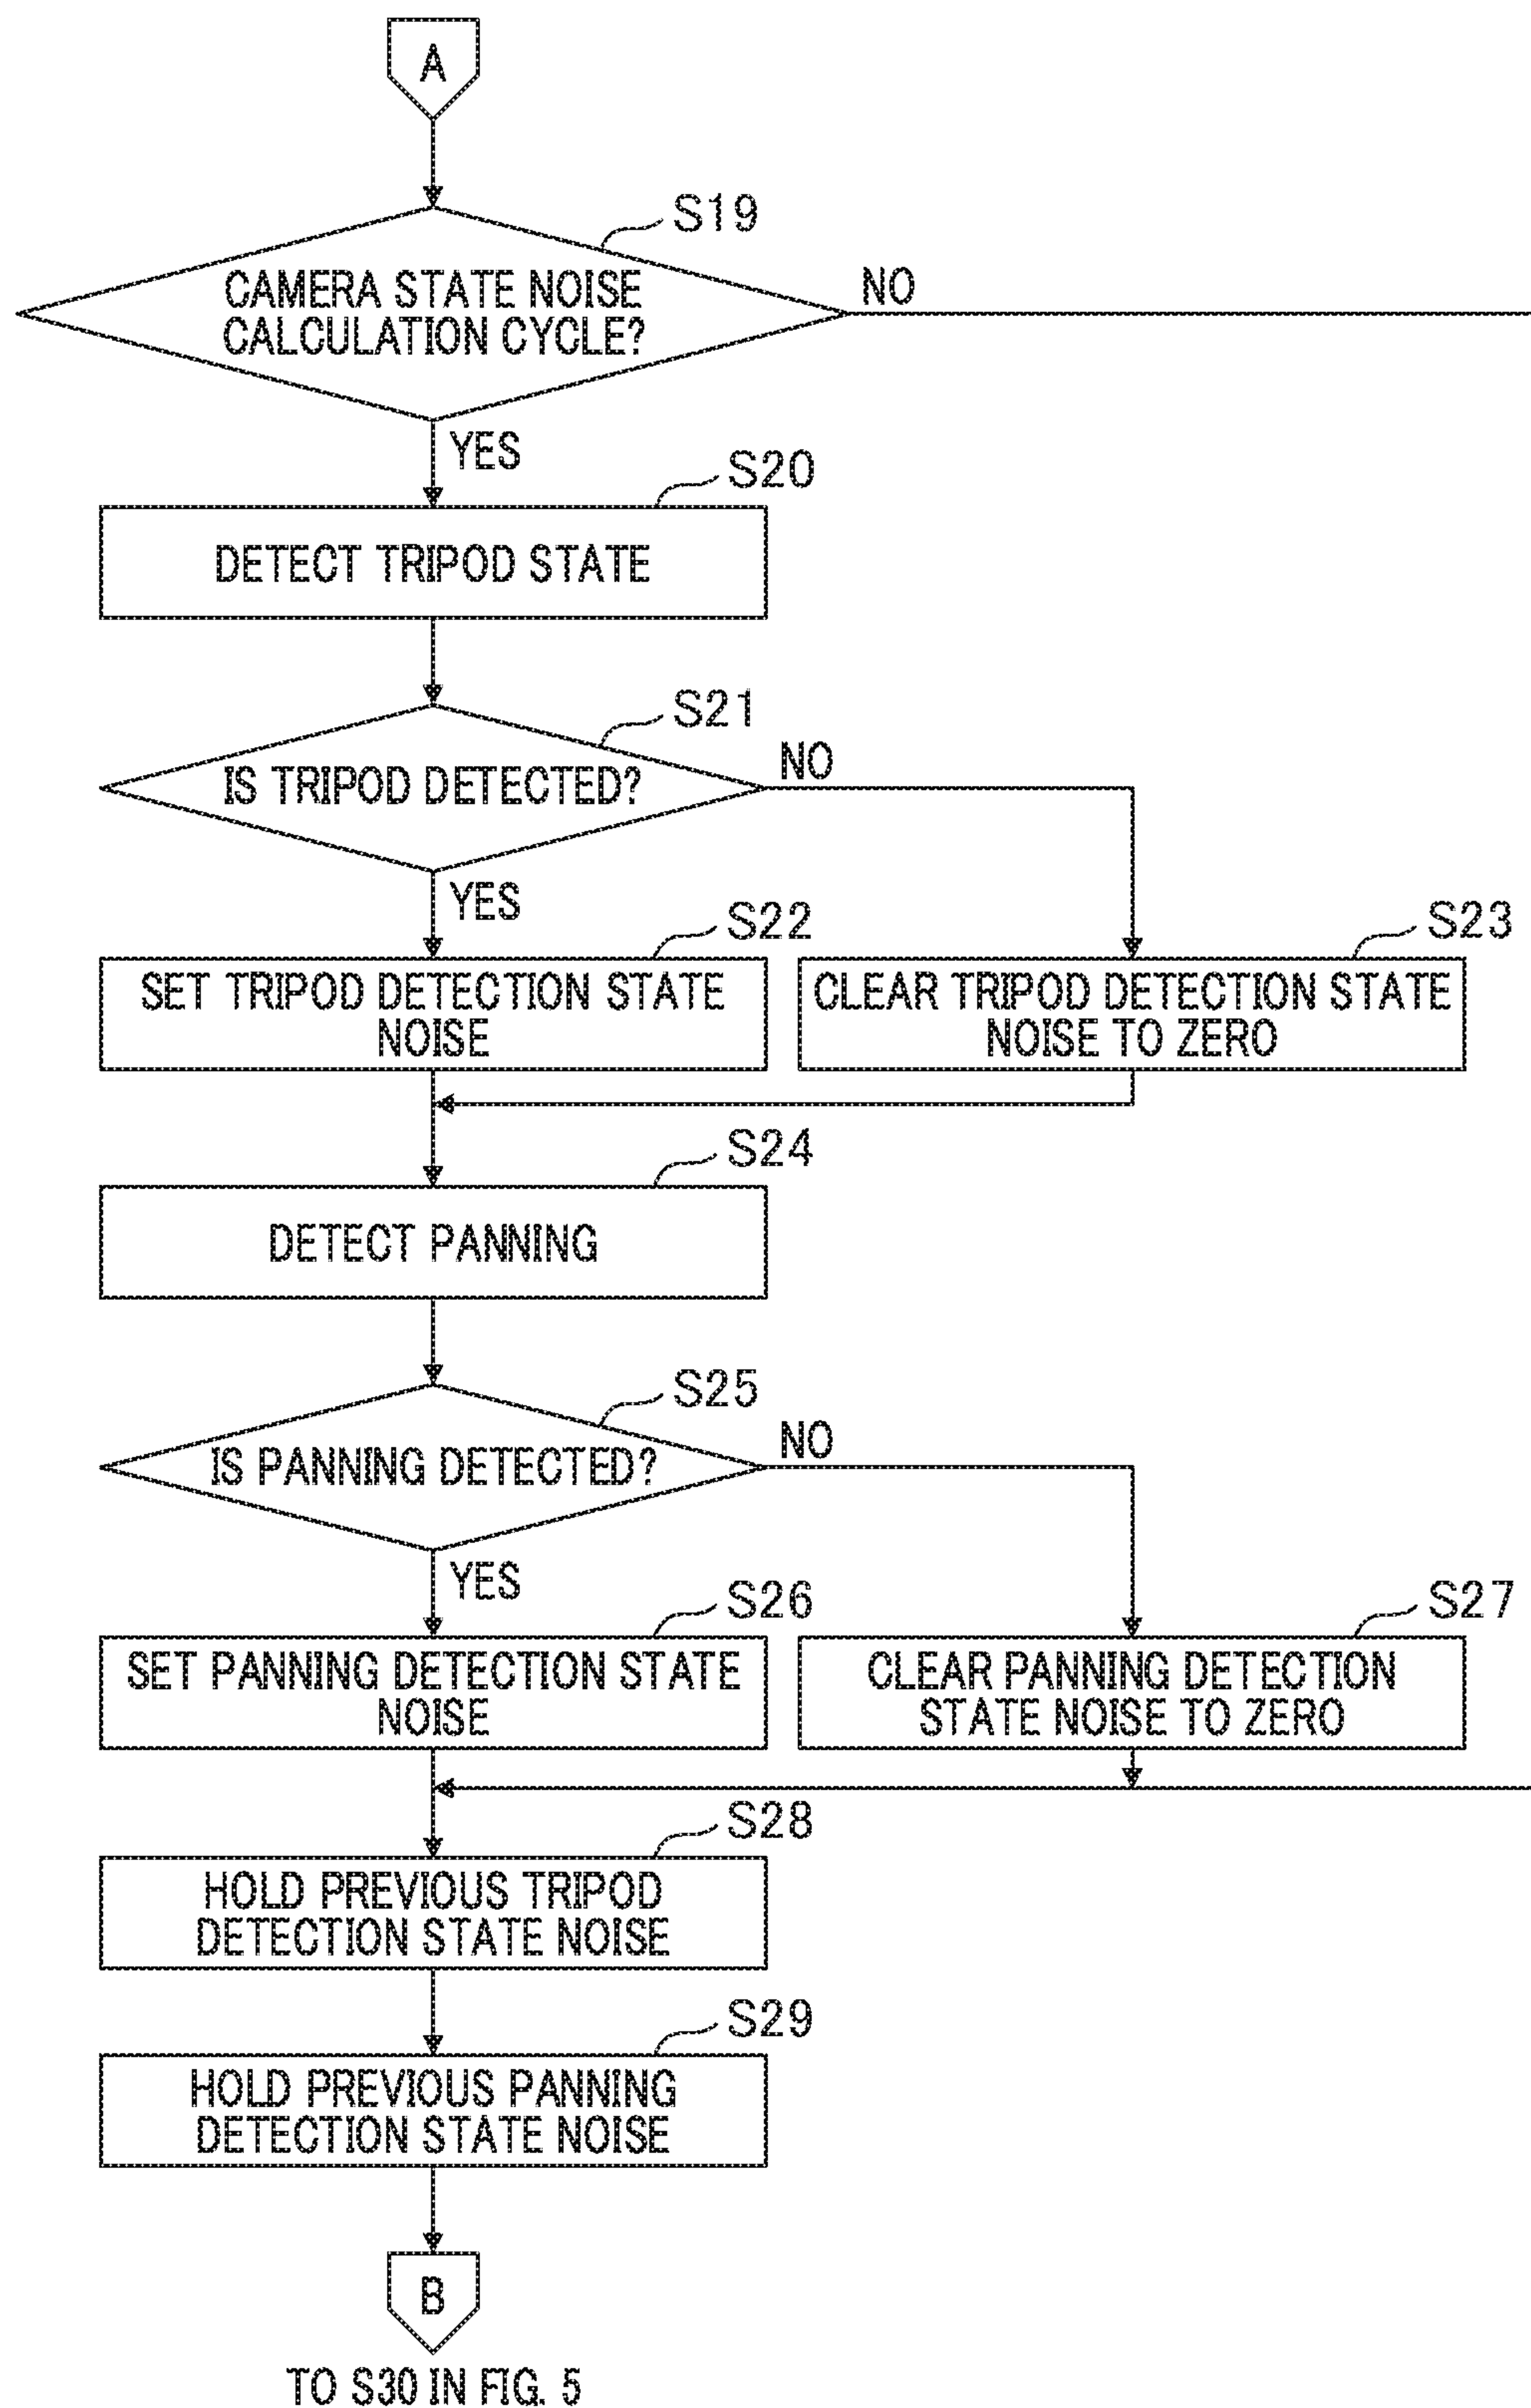 A
S19
CAMERA STATE NOISE
CALCULATION CYCLE?
NO
YES
S20
DETECT TRIPOD STATE
S21
IS TRIPOD DETECTED?
NO
YES
S22
SET TRIPOD DETECTION STATE
NOISE
S23
CLEAR TRIPOD DETECTION STATE
NOISE TO ZERO
S24
DETECT PANNING
S25
IS PANNING DETECTED?
NO
YES
S26
SET PANNING DETECTION STATE
NOISE
S27
CLEAR PANNING DETECTION
STATE NOISE TO ZERO
S28
HOLD PREVIOUS TRIPOD
DETECTION STATE NOISE
S29
HOLD PREVIOUS PANNING
DETECTION STATE NOISE
B
TO S30 IN FIG. 5